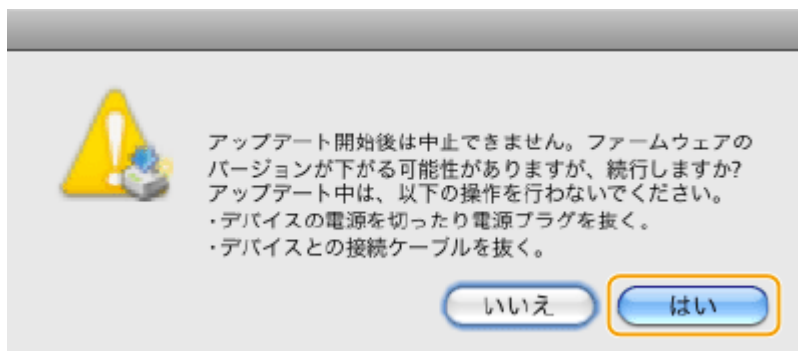 アップデート開始後は中止できません。ファームウェアの
バージョンが下がる可能性がありますが、続行しますか?
アップデート中は、以下の操作を行わないでください。
・デバイスの電源を切ったり電源プラグを抜く。
・デバイスとの接続ケーブルを抜く。
いいえ はい